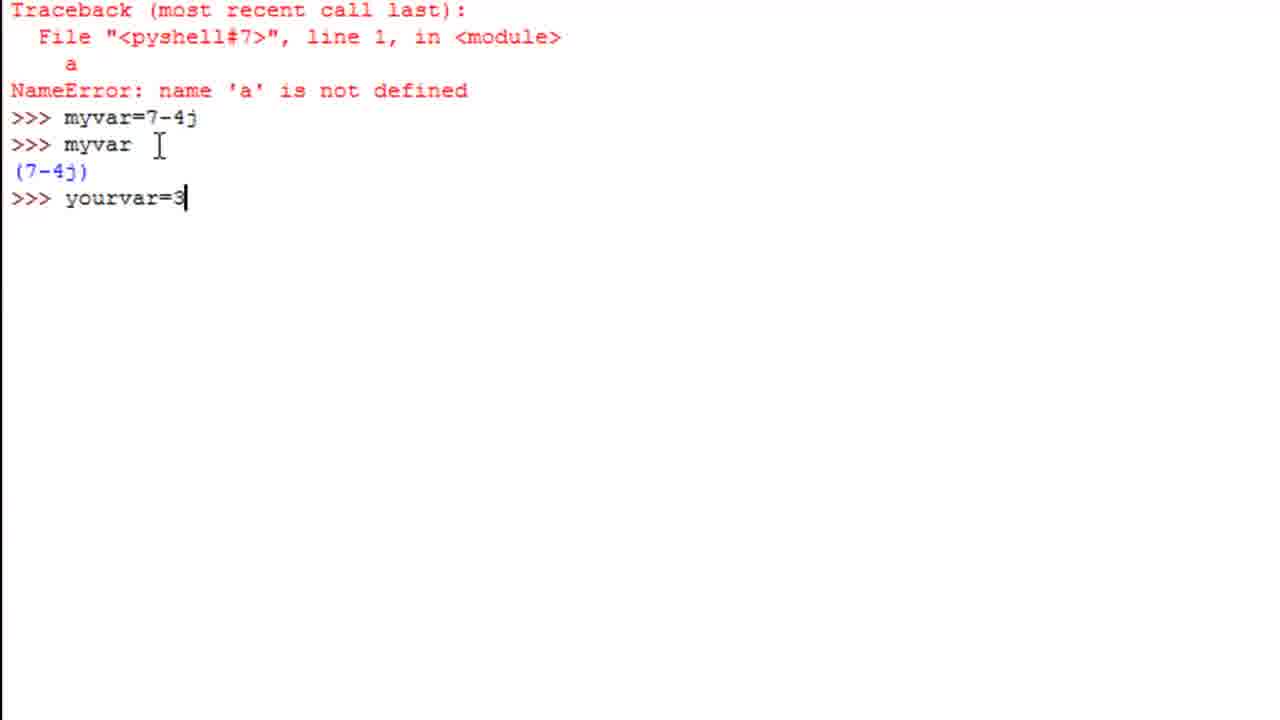 Traceback (most recent call last):
  File "<pyshell#7>", line 1, in <module>
    a
NameError: name 'a' is not defined
>>> myvar=7-4j
>>> myvar
(7-4j)
>>> yourvar=3